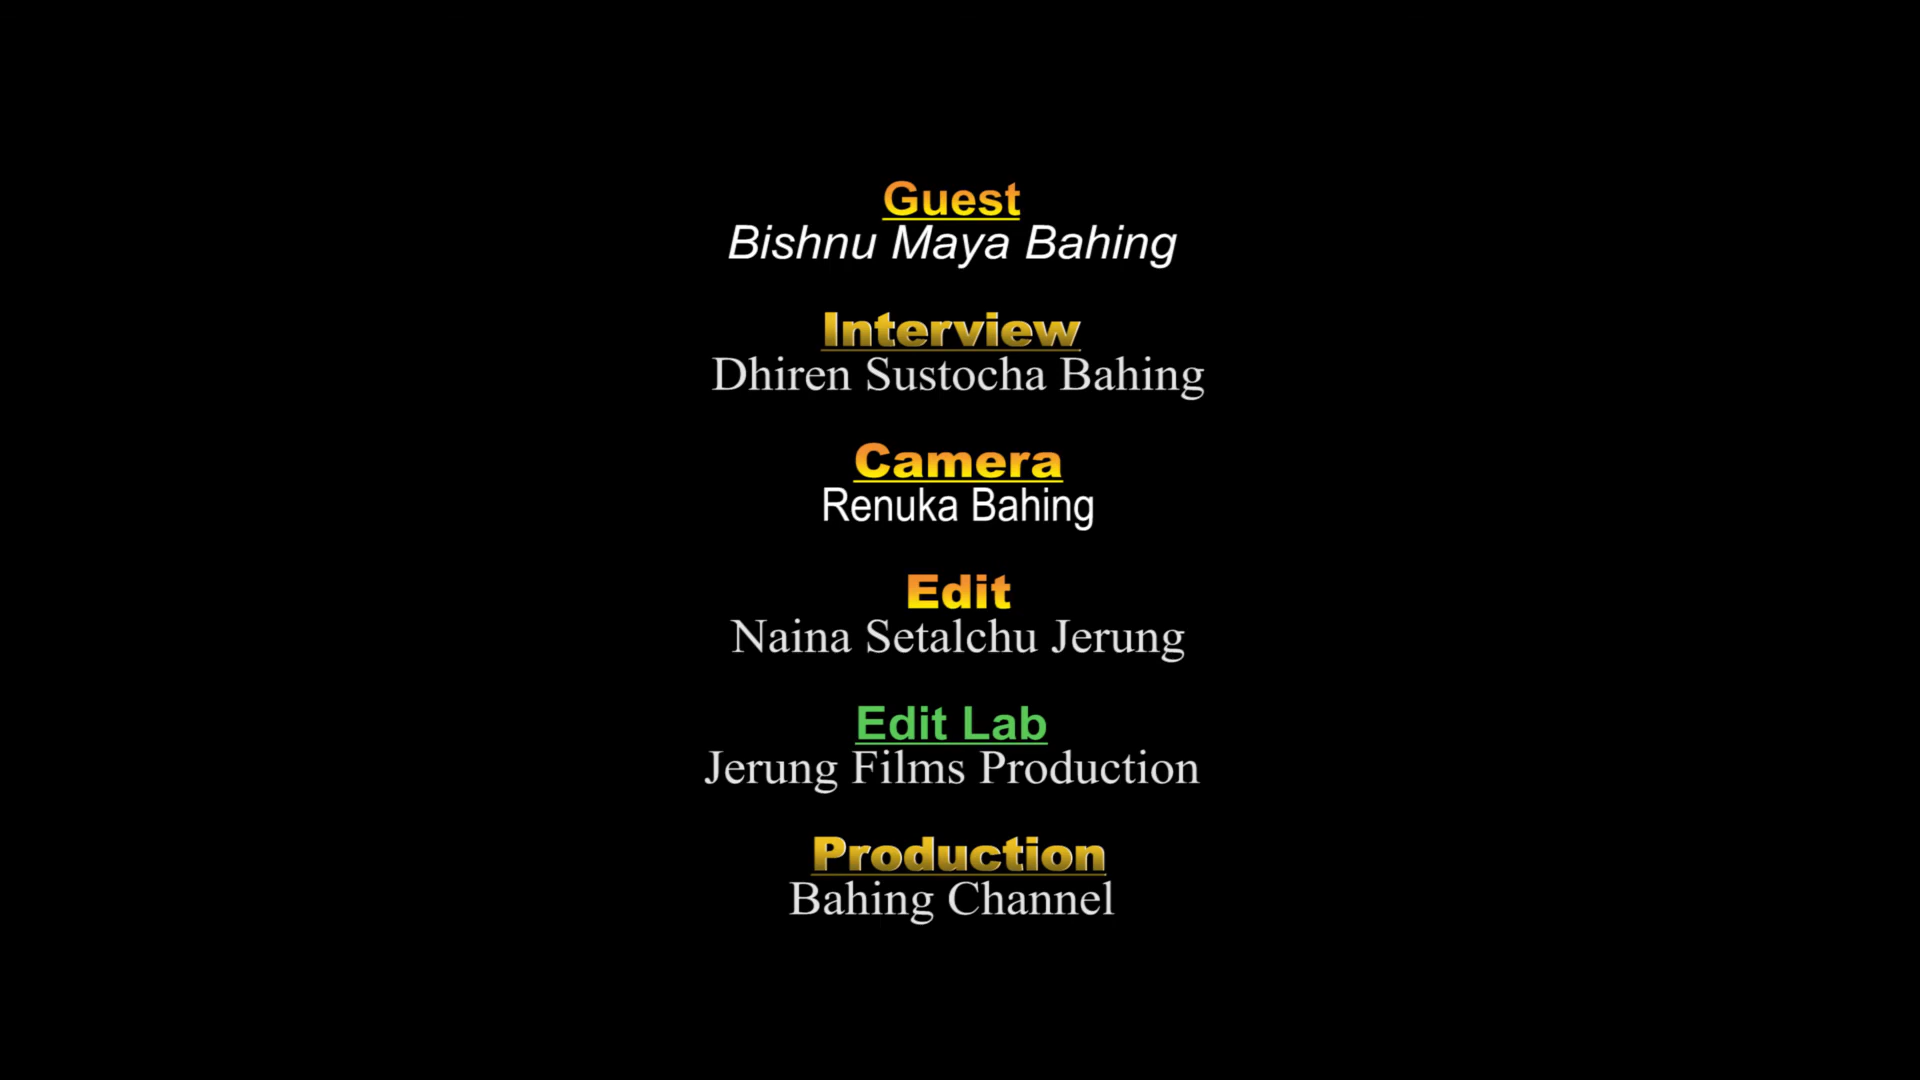 Guest
Bishnu Maya Bahing
Interview
Dhiren Sustocha Bahing
Camera
Renuka Bahing
Edit
Naina Setalchu Jerung
Edit Lab
Jerung Films Production
Production
Bahing Channel